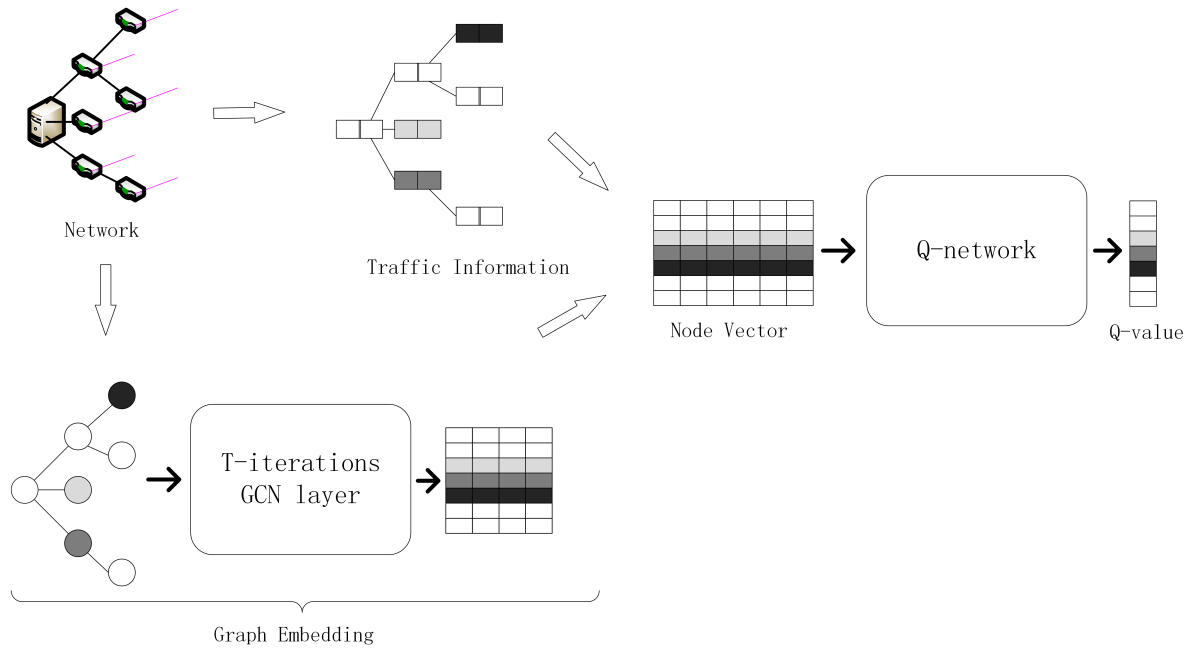 Network
Traffic Information
Node Vector
Q-network
Q-value
T-iterations
GCN layer
Graph Embedding